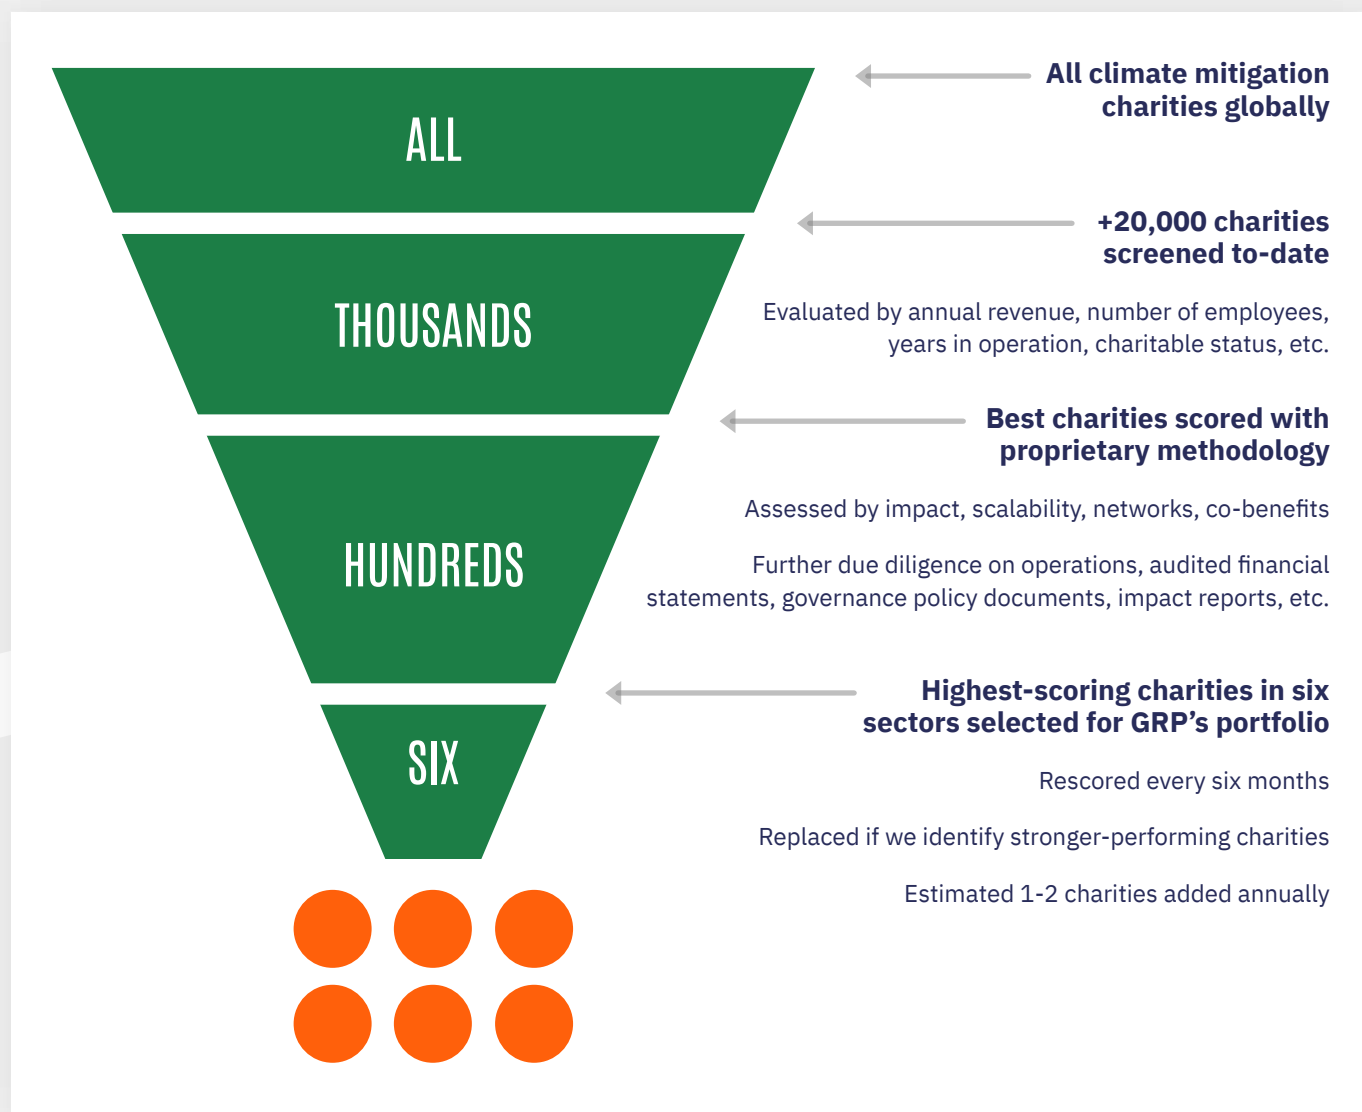 ALL
All climate mitigation
charities globally
THOUSANDS
+20,000 charities
screened to-date
Evaluated by annual revenue, number of employees,
years in operation, charitable status, etc.
HUNDREDS
Best charities scored with
proprietary methodology
Assessed by impact, scalability, networks, co-benefits
Further due diligence on operations, audited financial
statements, governance policy documents, impact reports, etc.
SIX
Highest-scoring charities in six
sectors selected for GRP’s portfolio
Rescored every six months
Replaced if we identify stronger-performing charities
Estimated 1-2 charities added annually